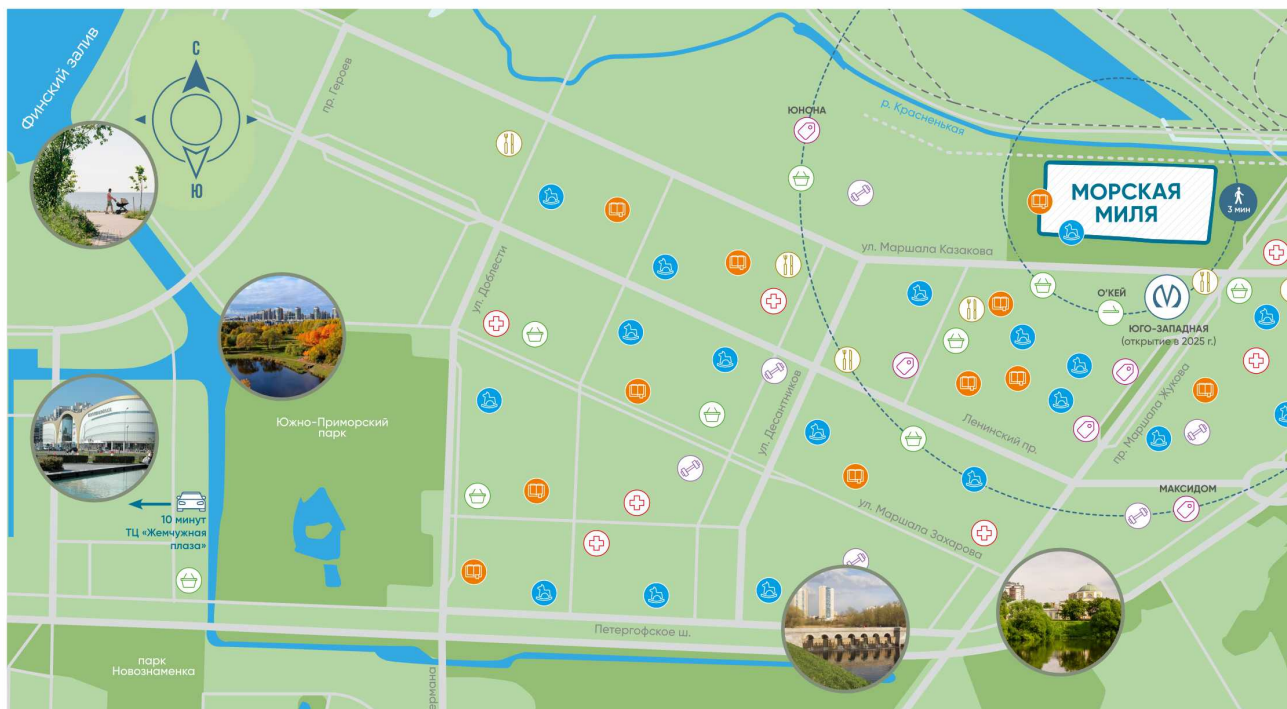 Финский залив
С
Ю
пр. Героев
ЮНОНА
р. Красненькая
МОРСКАЯ
МИЛЯ
3 мин
ул. Маршала Казакова
ул. Доблести
О'КЕЙ
ЮГО-ЗАПАДНАЯ
(открытие в 2025 г.)
Южно-Приморский
парк
ул. Десантников
Ленинский пр.
пр. Маршала Жукова
МАКСИДОМ
ул. Маршала Захарова
10 минут
ТЦ «Жемчужная
плаза»
Петергофское ш.
парк
Новознаменка
ермана